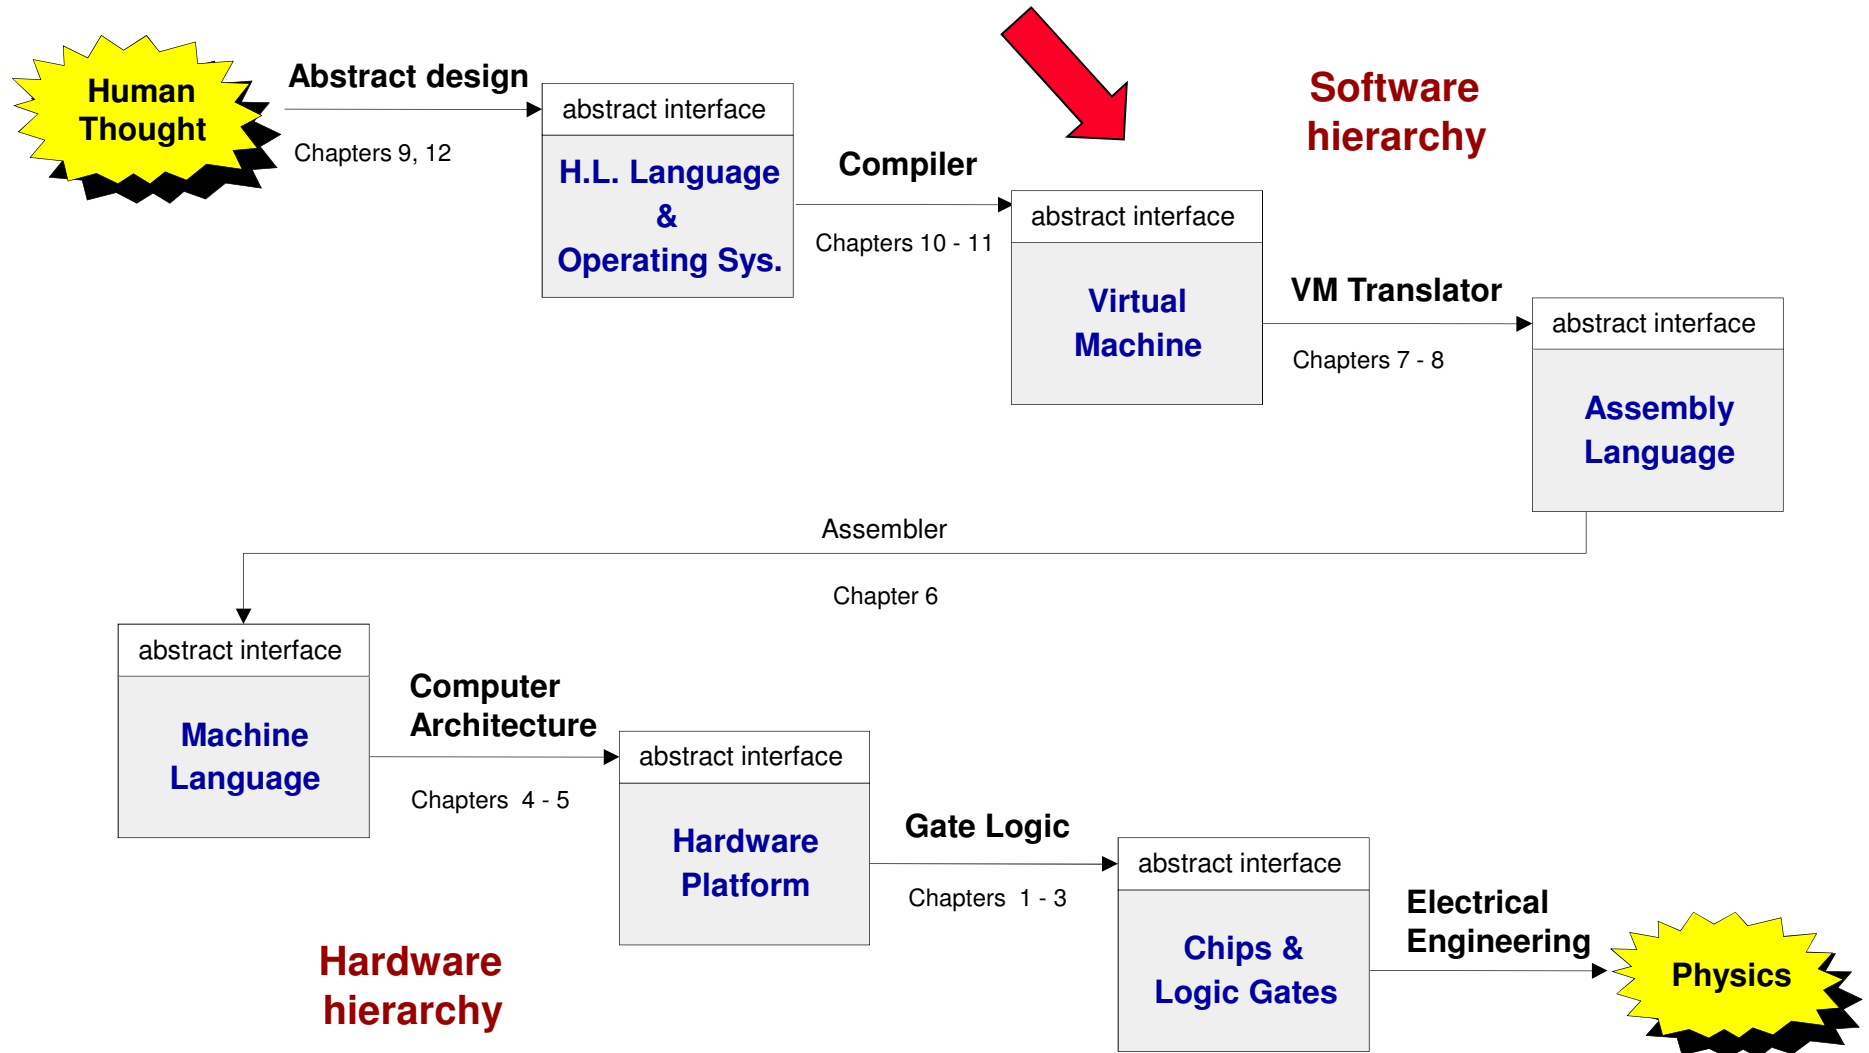 Human
Thought
Abstract design
Chapters 9, 12
abstract interface
H.L. Language
&
Operating Sys.
Compiler
Chapters 10 - 11
abstract interface
Virtual
Machine
Software
hierarchy
VM Translator
Chapters 7 - 8
abstract interface
Assembly
Language
Assembler
Chapter 6
abstract interface
Machine
Language
Computer
Architecture
Chapters 4 - 5
abstract interface
Hardware
Platform
Gate Logic
Chapters 1 - 3
abstract interface
Chips &
Logic Gates
Electrical
Engineering
Physics
Hardware
hierarchy